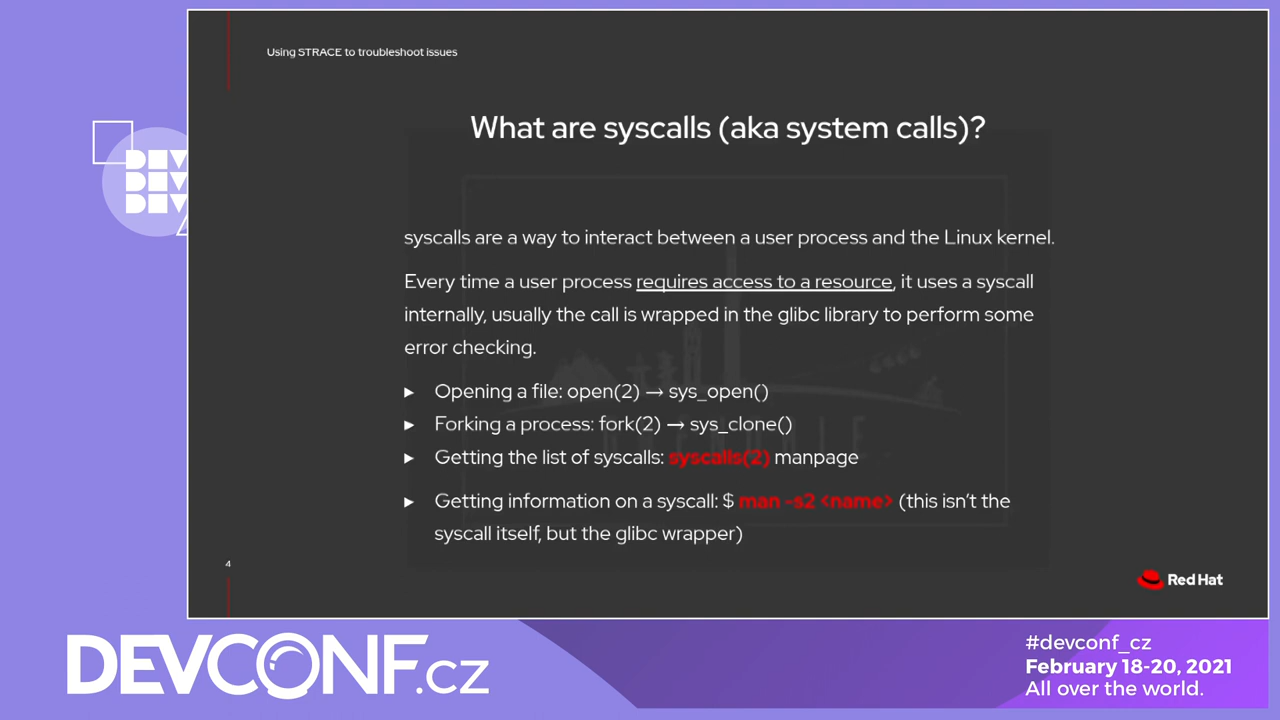 Using STRACE to troubleshoot issues
What are syscalls (aka system calls)?
syscalls are a way to interact between a user process and the Linux kernel.
Every time a user process requires access to a resource, it uses a syscall
internally, usually the call is wrapped in the glibc library to perform some
error checking.
► Opening a file: open(2) → sys_open()
► Forking a process: fork(2) → sys_clone()
► Getting the list of syscalls: syscalls(2) manpage
► Getting information on a syscall: $ man -s2 <name> (this isn't the
syscall itself, but the glibc wrapper)
4
Red Hat
DEV
DEV
DEV
DEVCONF.cz
#devconf_cz
February 18-20, 2021
All over the world.